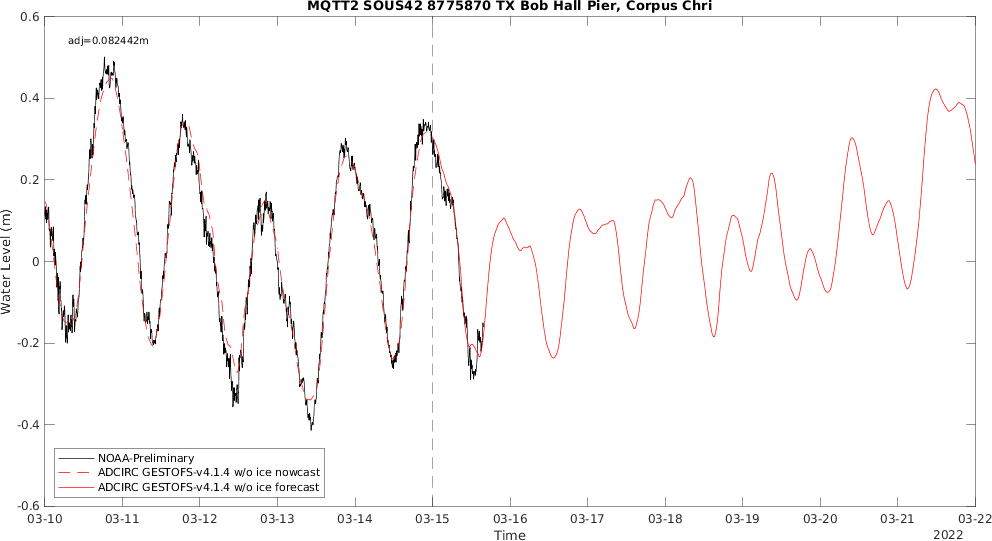 MQTT2 SOUS42 8775870 TX Bob Hall Pier, Corpus Chri
adj=0.082442m
0.6
0.4
0.2
0
-0.2
-0.4
-0.6
Water Level (m)
NOAA-Preliminary
ADCIRC GESTOFS-v4.1.4 w/o ice nowcast
ADCIRC GESTOFS-v4.1.4 w/o ice forecast
03-10 03-11 03-12 03-13 03-14 03-15 03-16 03-17 03-18 03-19 03-20 03-21 03-22
Time
2022